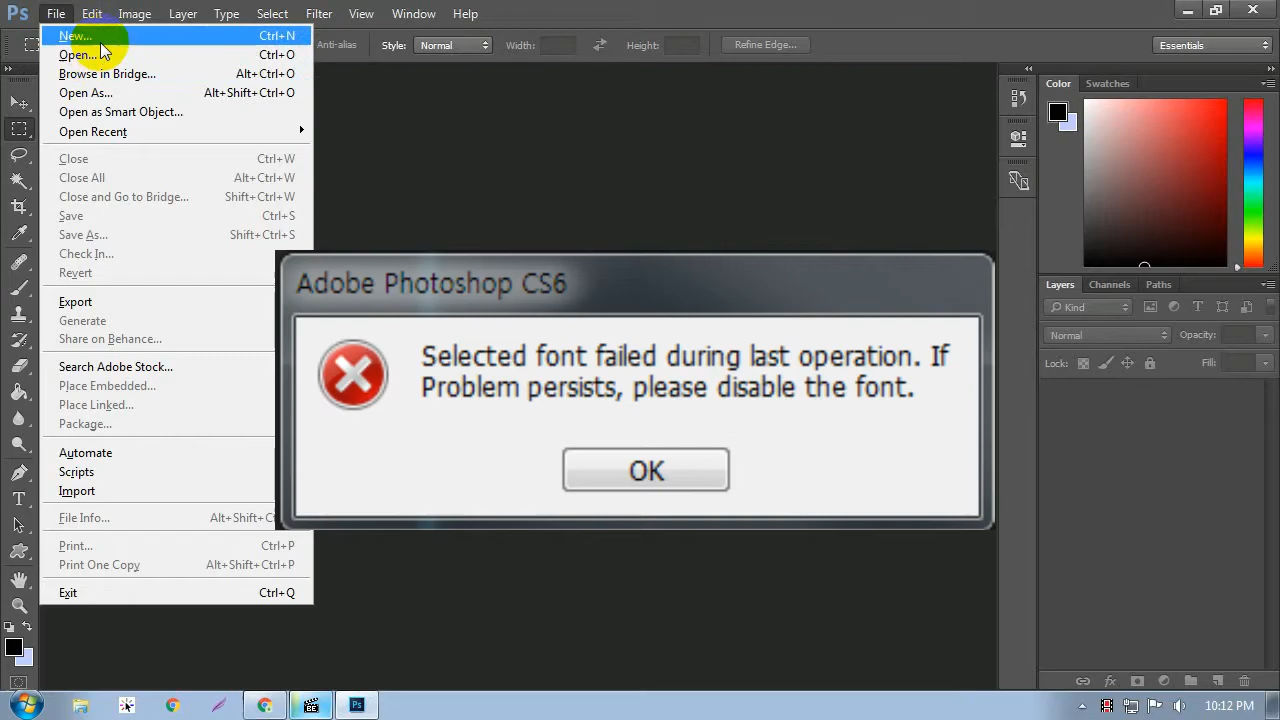 Ps File Edit Image Layer Type Select Filter View Window Help
Anti-alias Style: Normal Width: Height: Refine Edge... Essentials
New... Ctrl+N
Open... Ctrl+O
Browse in Bridge... Alt+Ctrl+O
Open As... Alt+Shift+Ctrl+O
Open as Smart Object...
Open Recent
Close Ctrl+W
Close All Alt+Ctrl+W
Close and Go to Bridge... Shift+Ctrl+W
Save Ctrl+S
Save As... Shift+Ctrl+S
Check In...
Revert
Export
Generate
Share on Behance...
Search Adobe Stock...
Place Embedded...
Place Linked...
Package...
Automate
Scripts
Import
File Info... Alt+Shift+C
Print... Ctrl+P
Print One Copy Alt+Shift+Ctrl+P
Exit Ctrl+Q
Adobe Photoshop CS6
Selected font failed during last operation. If
Problem persists, please disable the font.
OK
Color Swatches
Layers Channels Paths
Kind
Normal Opacity:
Lock: Fill:
T
Ps
10:12 PM